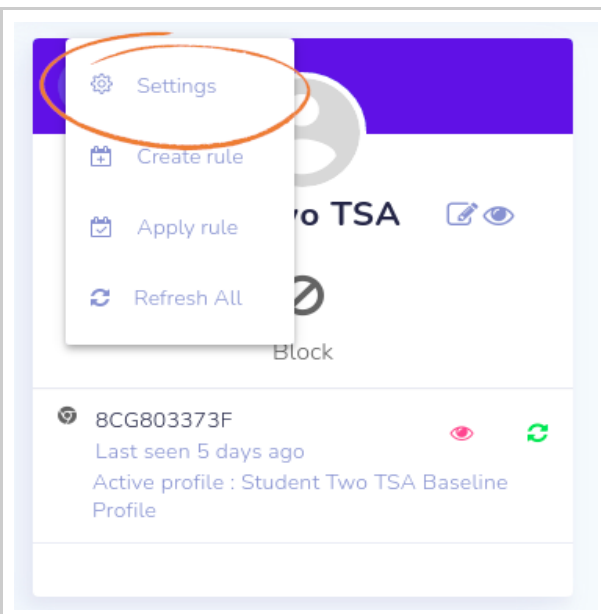 Settings
Create rule
Apply rule
TSA
Refresh All
Block
8CG803373F
Last seen 5 days ago
Active profile : Student Two TSA Baseline
Profile